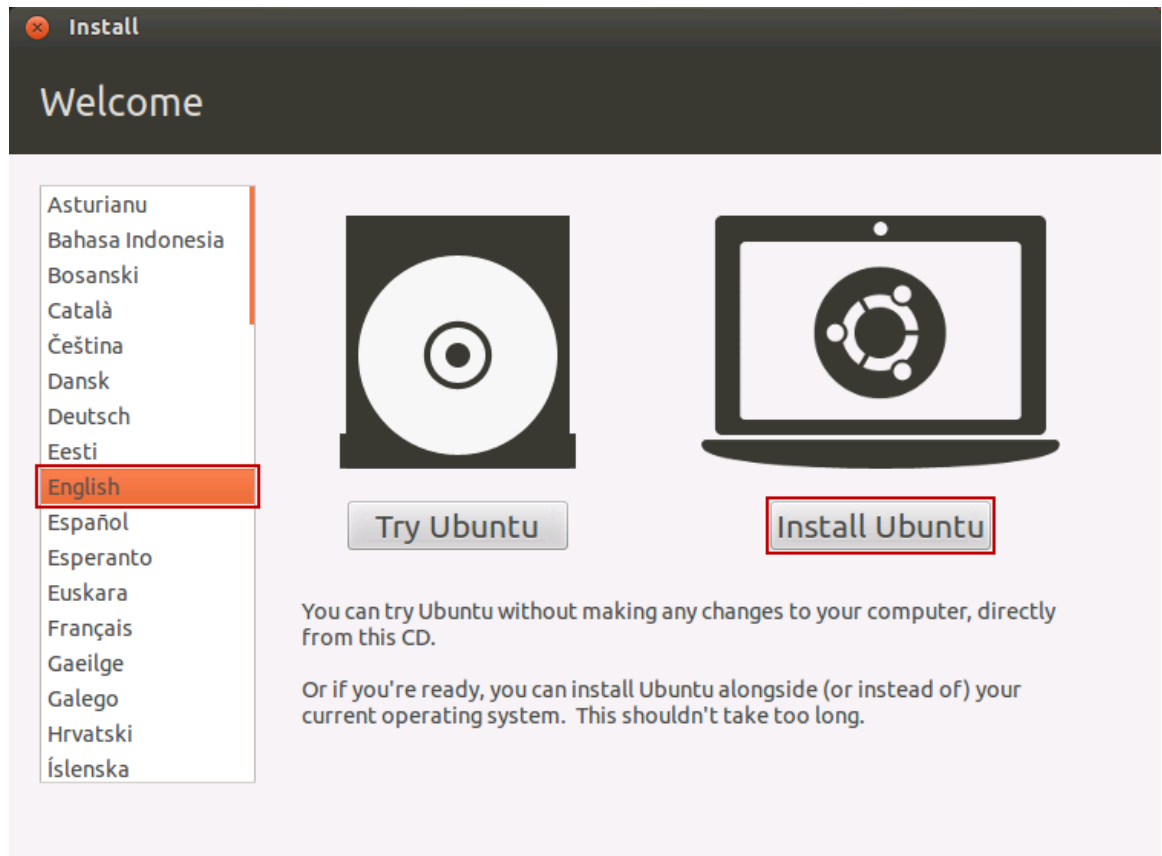 Install
Welcome
Asturianu
Bahasa Indonesia
Bosanski
Català
Čeština
Dansk
Deutsch
Eesti
English
Español
Esperanto
Euskara
Français
Gaeilge
Galego
Hrvatski
Íslenska
Try Ubuntu
Install Ubuntu
You can try Ubuntu without making any changes to your computer, directly
from this CD.
Or if you're ready, you can install Ubuntu alongside (or instead of) your
current operating system.  This shouldn't take too long.